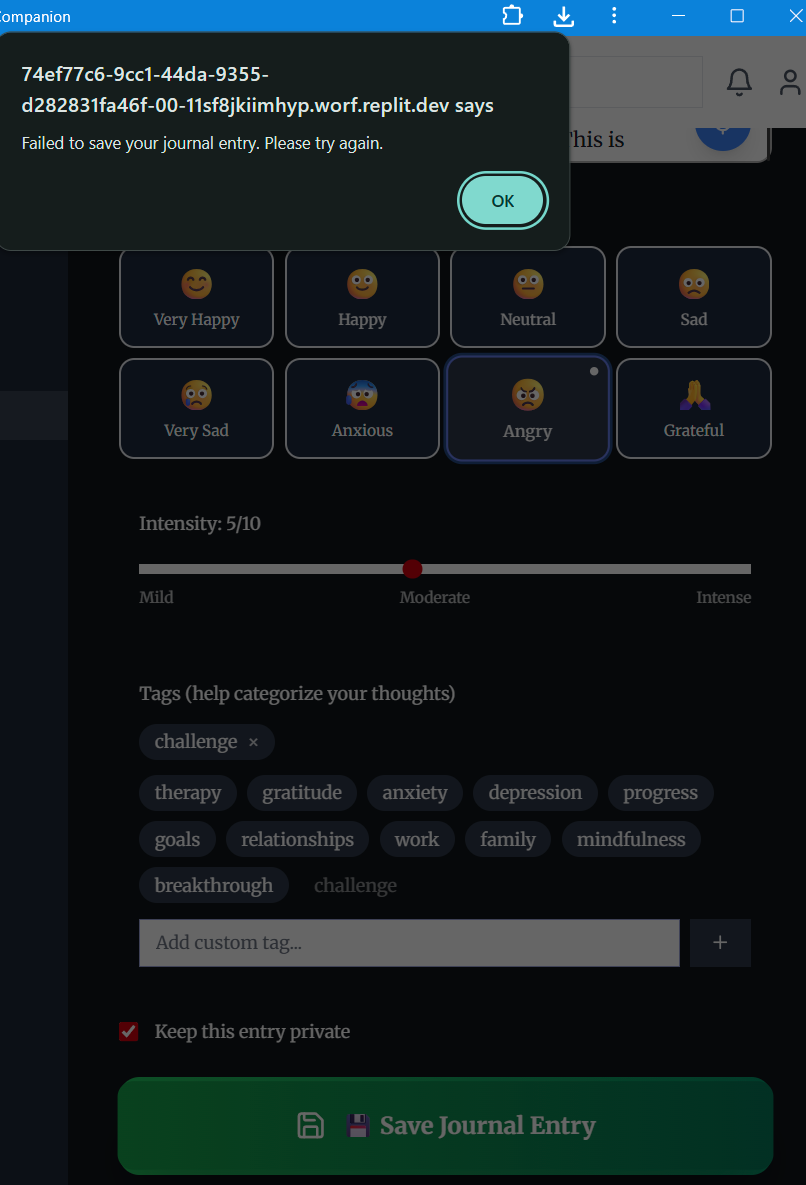 Companion
74ef77c6-9cc1-44da-9355-
d282831fa46f-00-11sf8jkiimhyp.worf.replit.dev says
Failed to save your journal entry. Please try again.
OK
This is
Very Happy
Happy
Neutral
Sad
Very Sad
Anxious
Angry
Grateful
Intensity: 5/10
Mild
Moderate
Intense
Tags (help categorize your thoughts)
challenge ×
therapy
gratitude
anxiety
depression
progress
goals
relationships
work
family
mindfulness
breakthrough
challenge
Add custom tag...
+
Keep this entry private
💾 Save Journal Entry